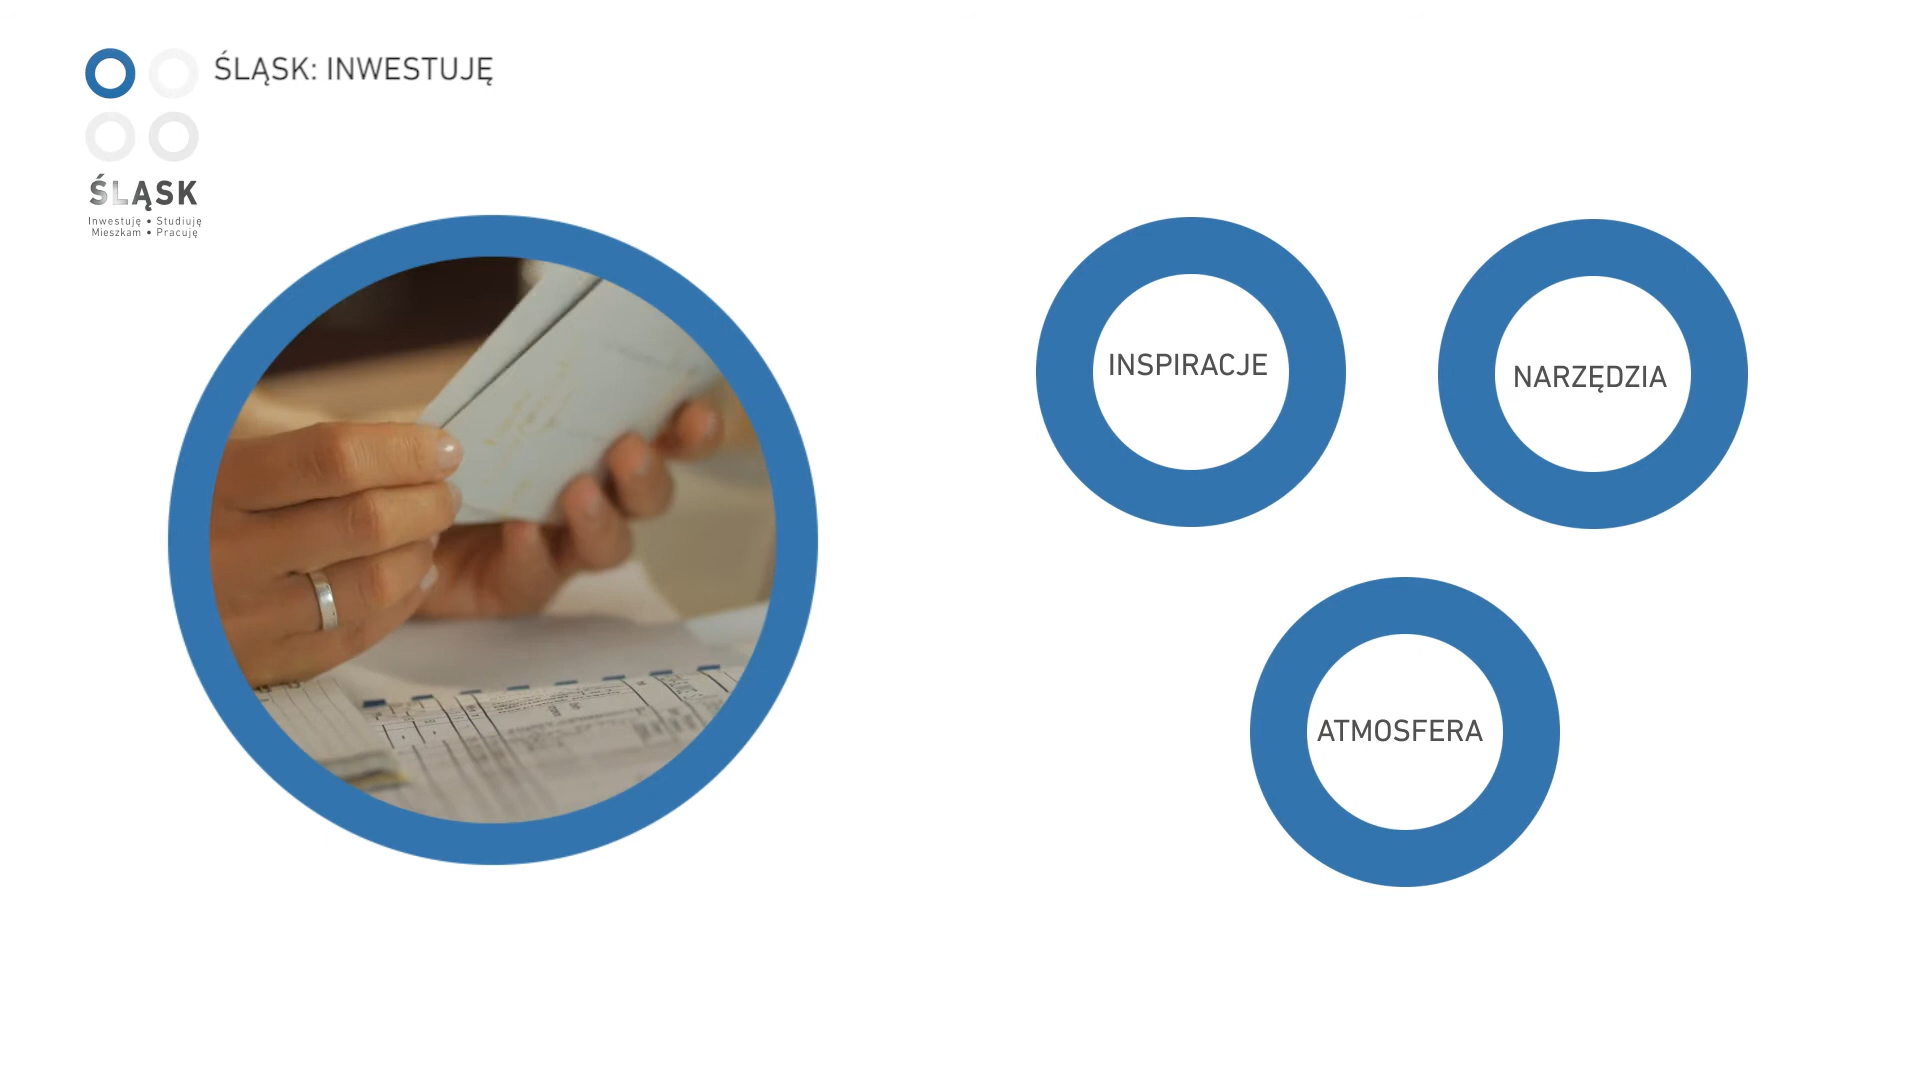 ŚLĄSK: INWESTUJĘ
ŚLĄSK
Inwestuję • Studiuję
Mieszkam • Pracuję
INSPIRACJE
NARZĘDZIA
ATMOSFERA